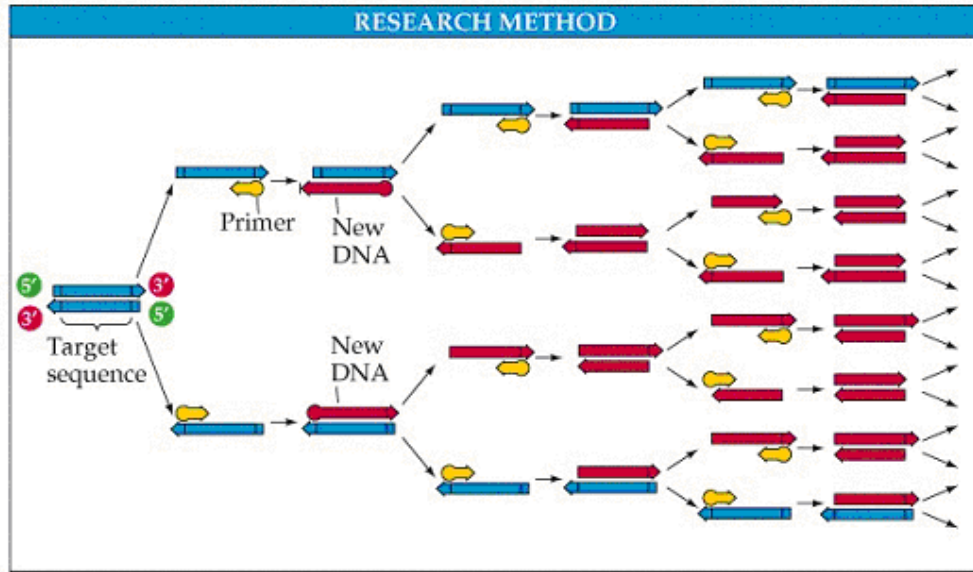 RESEARCH METHOD
Primer
New
DNA
5′
3′
3′
5′
Target
sequence
New
DNA